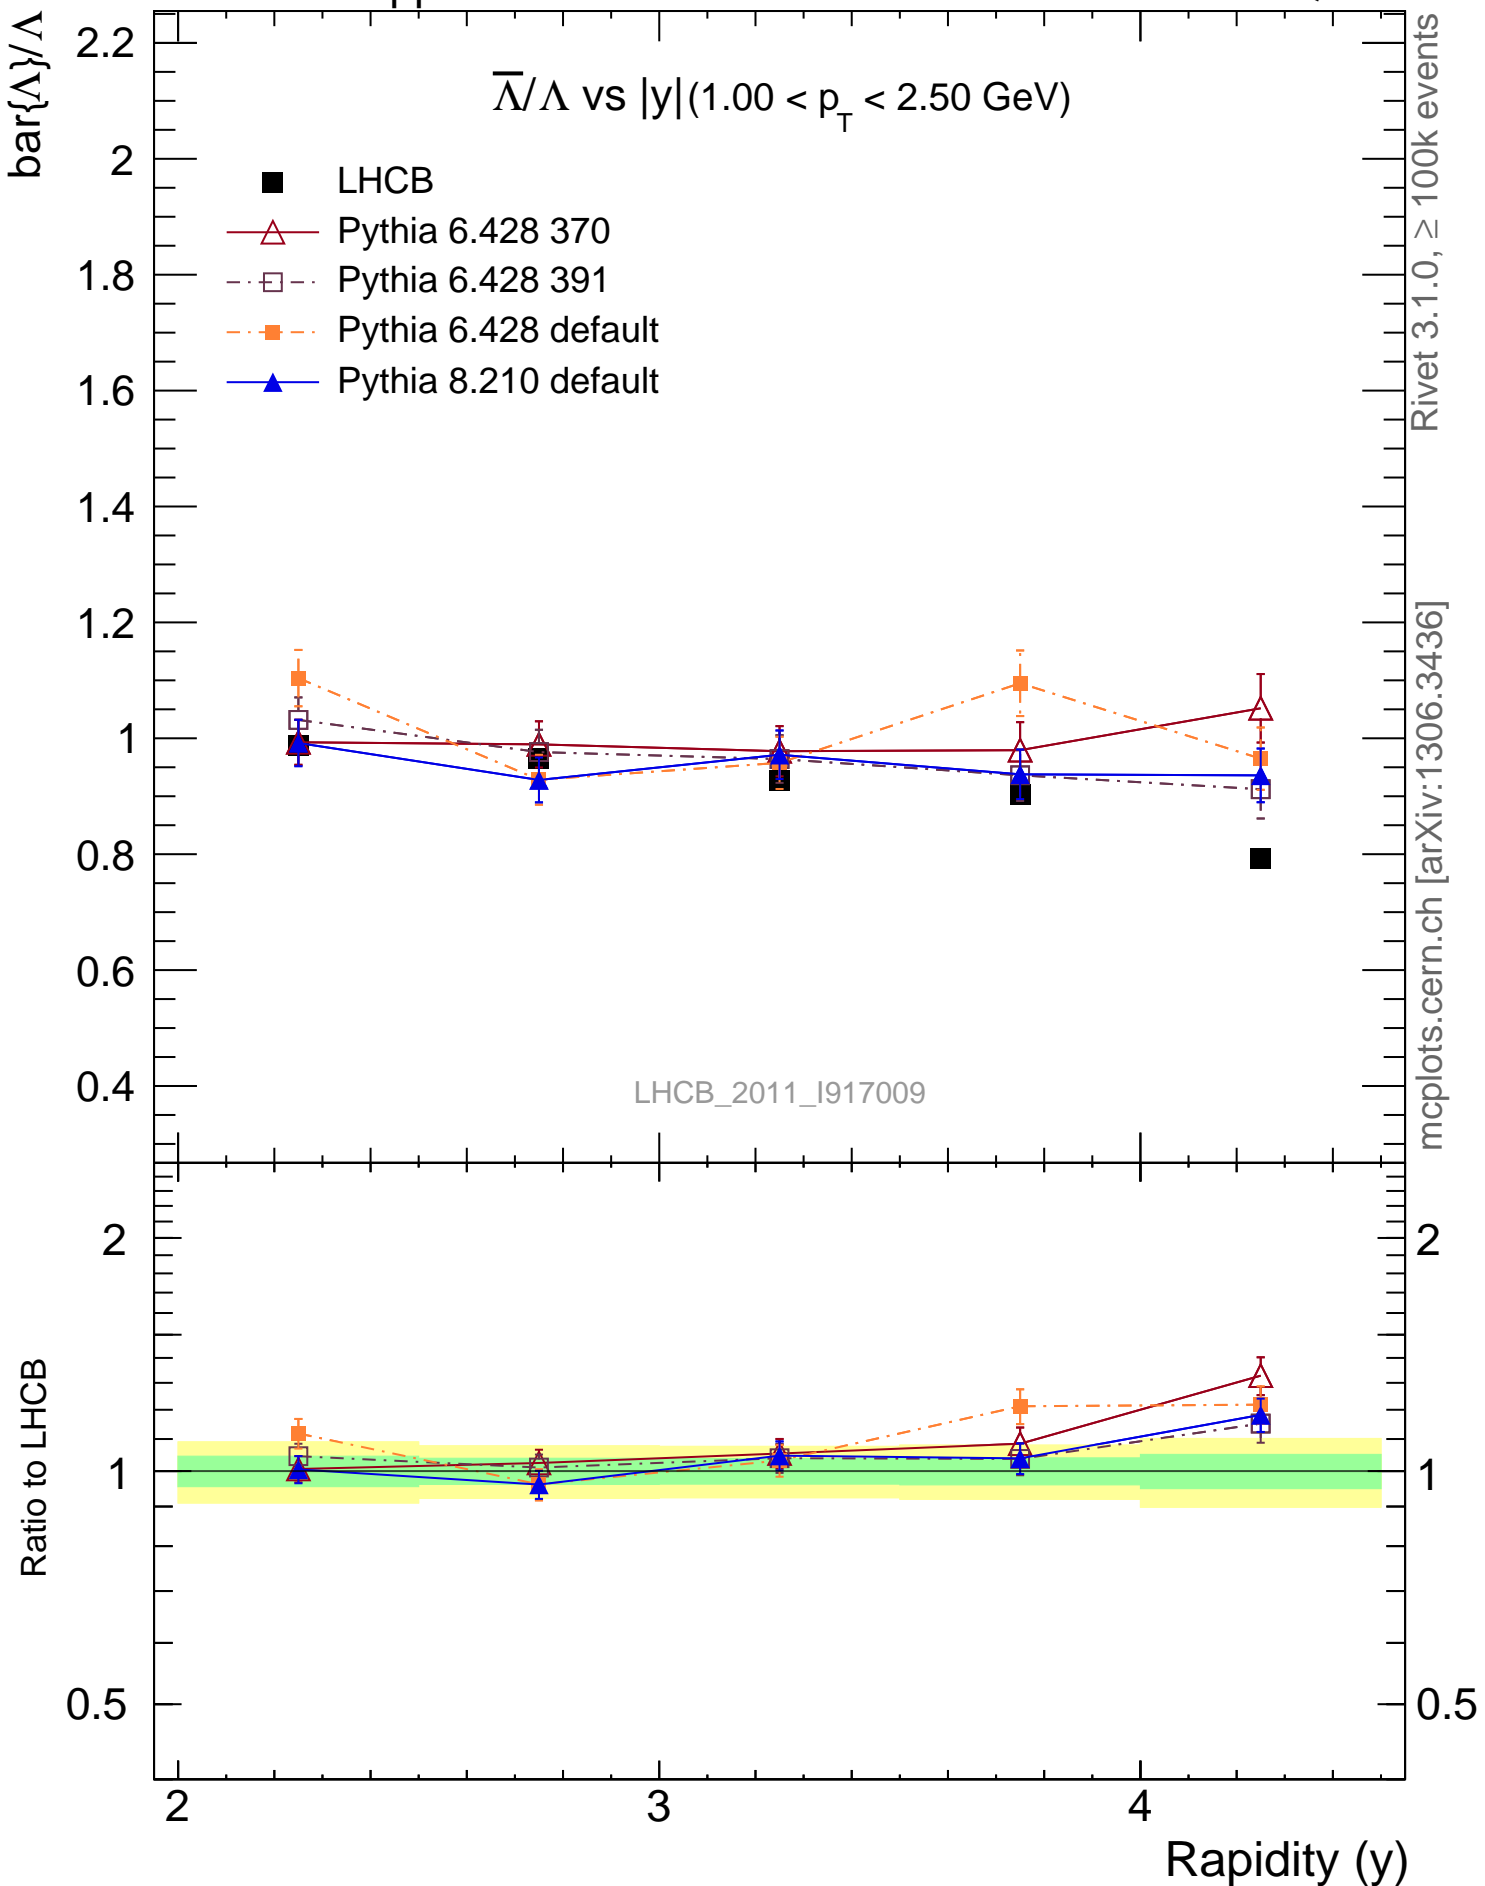 bar{Λ}/Λ
Λ̅/Λ vs |y|(1.00 < p_T < 2.50 GeV)
LHCB
Pythia 6.428 370
Pythia 6.428 391
Pythia 6.428 default
Pythia 8.210 default
2.2
2
1.8
1.6
1.4
1.2
1
0.8
0.6
0.4
LHCB_2011_I917009
Rivet 3.1.0, ≥ 100k events
mcplots.cern.ch [arXiv:1306.3436]
Ratio to LHCB
2
1
0.5
2
1
0.5
2
3
4
Rapidity (y)